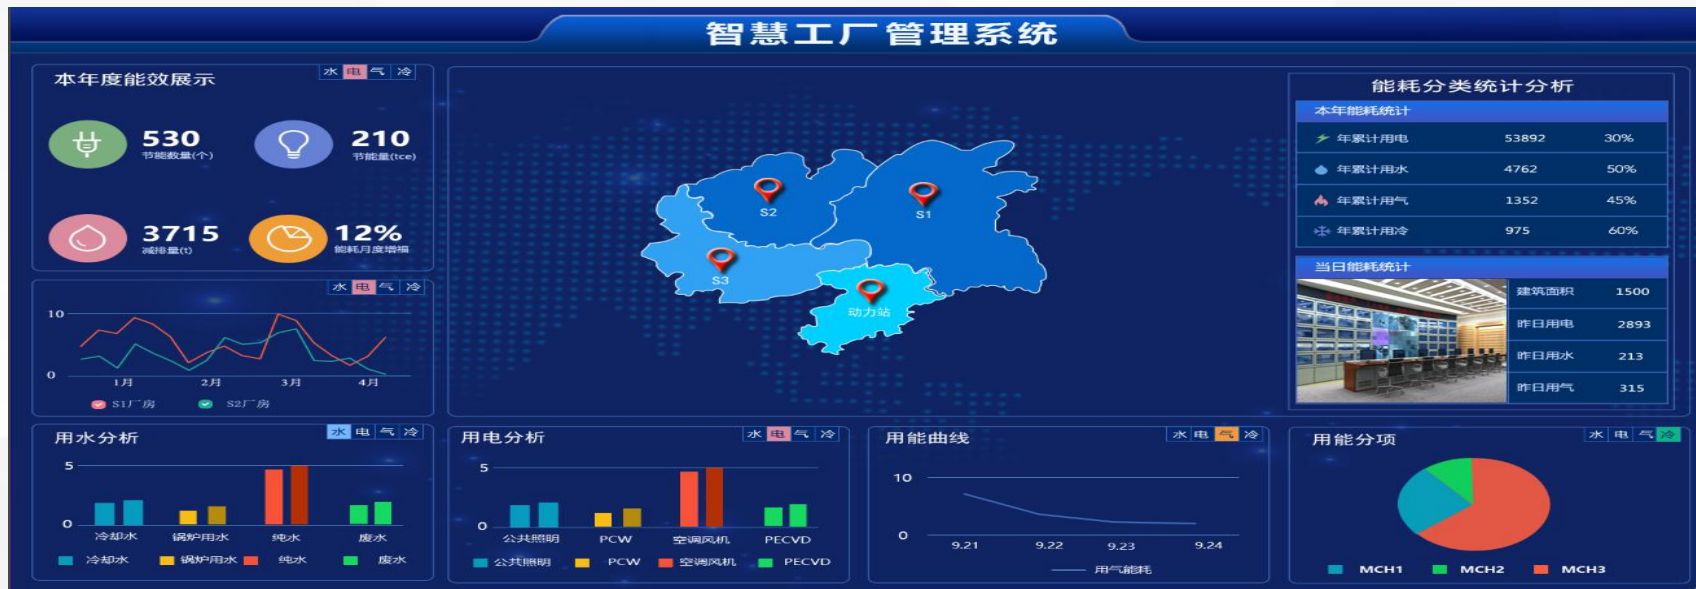 智慧工厂管理系统
本年度能效展示
水 电 气 冷
530
节能数量(个)
210
节能量(tce)
3715
减排量(t)
12%
能耗月度增福
水 电 气 冷
10
0
1月 2月 3月 4月
S1厂房 S2厂房
S2
S1
S3
动力站
能耗分类统计分析
本年能耗统计
年累计用电 53892 30%
年累计用水 4762 50%
年累计用气 1352 45%
年累计用冷 975 60%
当日能耗统计
建筑面积 1500
昨日用电 2893
昨日用水 213
昨日用气 315
用水分析
水 电 气 冷
5
0
冷却水 锅炉用水 纯水 废水
冷却水 锅炉用水 纯水 废水
用电分析
水 电 气 冷
5
0
公共照明 PCW 空调风机 PECVD
公共照明 PCW 空调风机 PECVD
用能曲线
水 电 气 冷
10
0
9.21 9.22 9.23 9.24
用气能耗
用能分项
水 电 气 冷
MCH1 MCH2 MCH3